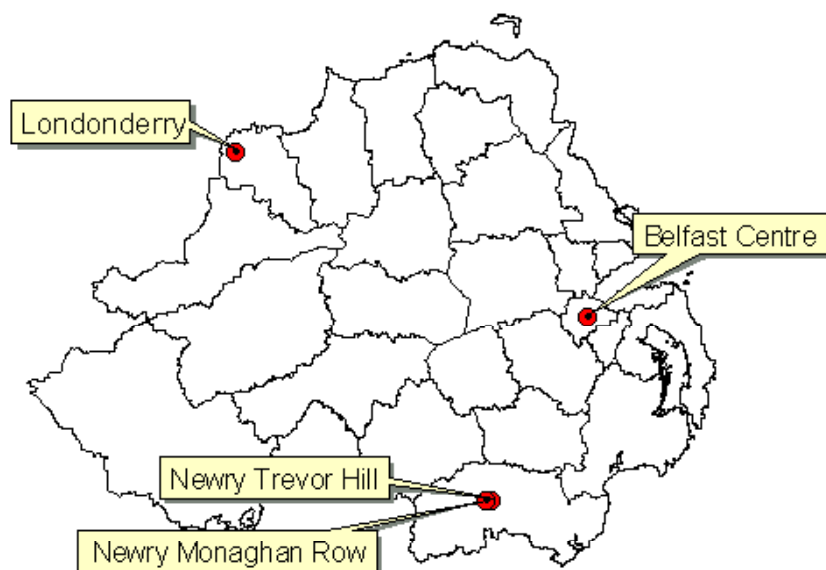 Londonderry
Belfast Centre
Newry Trevor Hill
Newry Monaghan Row